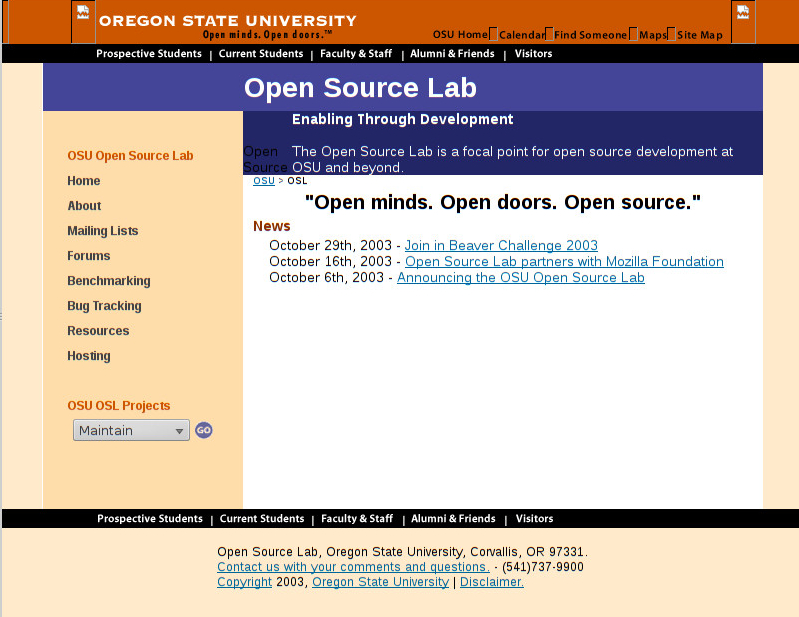 OREGON STATE UNIVERSITY
Open minds. Open doors.™
OSU Home Calendar Find Someone Maps Site Map
Prospective Students | Current Students | Faculty & Staff | Alumni & Friends | Visitors
Open Source Lab
Enabling Through Development
Open Source
The Open Source Lab is a focal point for open source development at
OSU and beyond.
OSU > OSL
"Open minds. Open doors. Open source."
News
October 29th, 2003 - Join in Beaver Challenge 2003
October 16th, 2003 - Open Source Lab partners with Mozilla Foundation
October 6th, 2003 - Announcing the OSU Open Source Lab
OSU Open Source Lab
Home
About
Mailing Lists
Forums
Benchmarking
Bug Tracking
Resources
Hosting
OSU OSL Projects
Maintain GO
Prospective Students | Current Students | Faculty & Staff | Alumni & Friends | Visitors
Open Source Lab, Oregon State University, Corvallis, OR 97331.
Contact us with your comments and questions. - (541)737-9900
Copyright 2003, Oregon State University | Disclaimer.